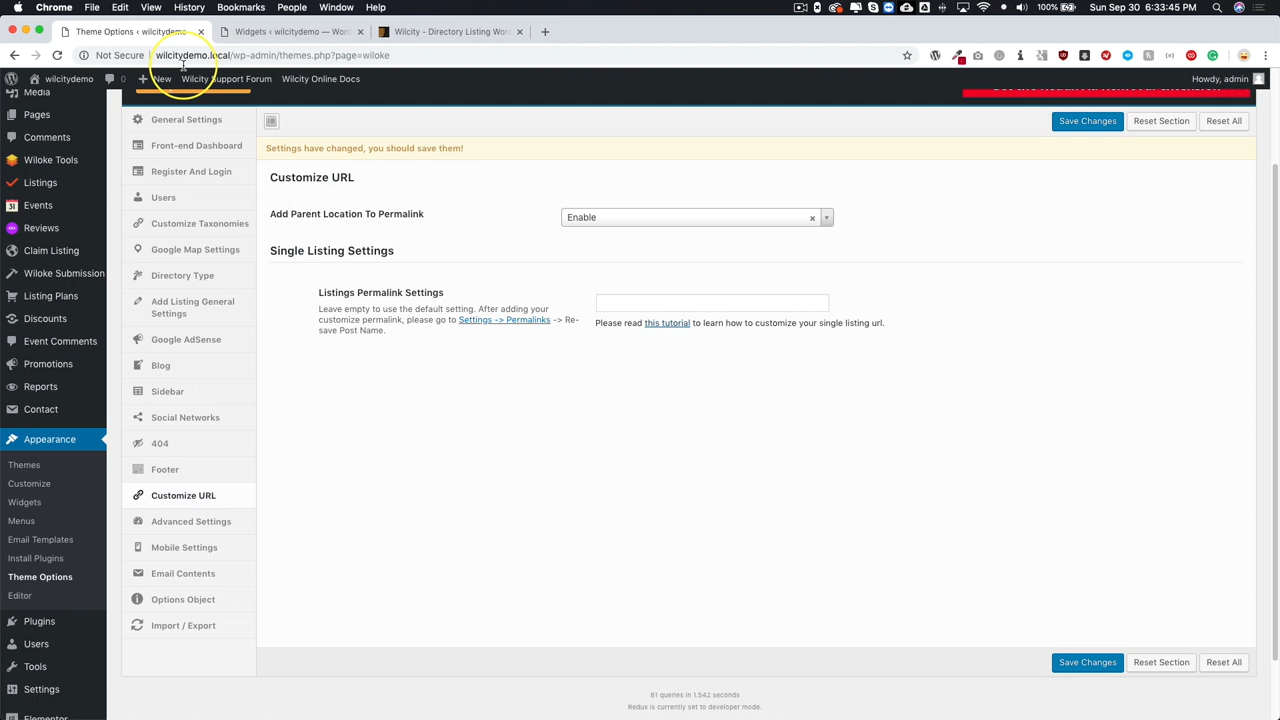 Chrome File Edit View History Bookmarks People Window Help
100% Sun Sep 30 6:33:45 PM
Theme Options ‹ wilcitydemo
Widgets ‹ wilcitydemo — Word
Wilcity - Directory Listing Wor
Not Secure wilcitydemo.local/wp-admin/themes.php?page=wiloke
wilcitydemo 0 New Wilcity Support Forum Wilcity Online Docs
Howdy, admin
Media
Pages
Comments
Wiloke Tools
Listings
31
Events
Reviews
Claim Listing
Wiloke Submission
Listing Plans
Discounts
Event Comments
Promotions
Reports
Contact
Appearance
Themes
Customize
Widgets
Menus
Email Templates
Install Plugins
Theme Options
Editor
Plugins
Users
Tools
Settings
Elementor
General Settings
Front-end Dashboard
Register And Login
Users
Customize Taxonomies
Google Map Settings
Directory Type
Add Listing General
Settings
Google AdSense
Blog
Sidebar
Social Networks
404
Footer
Customize URL
Advanced Settings
Mobile Settings
Email Contents
Options Object
Import / Export
Save Changes Reset Section Reset All
Settings have changed, you should save them!
Customize URL
Add Parent Location To Permalink
Enable
Single Listing Settings
Listings Permalink Settings
Leave empty to use the default setting. After adding your
customize permalink, please go to Settings -> Permalinks -> Re-
save Post Name.
Please read this tutorial to learn how to customize your single listing url.
Save Changes Reset Section Reset All
81 queries in 1.542 seconds
Redux is currently set to developer mode.